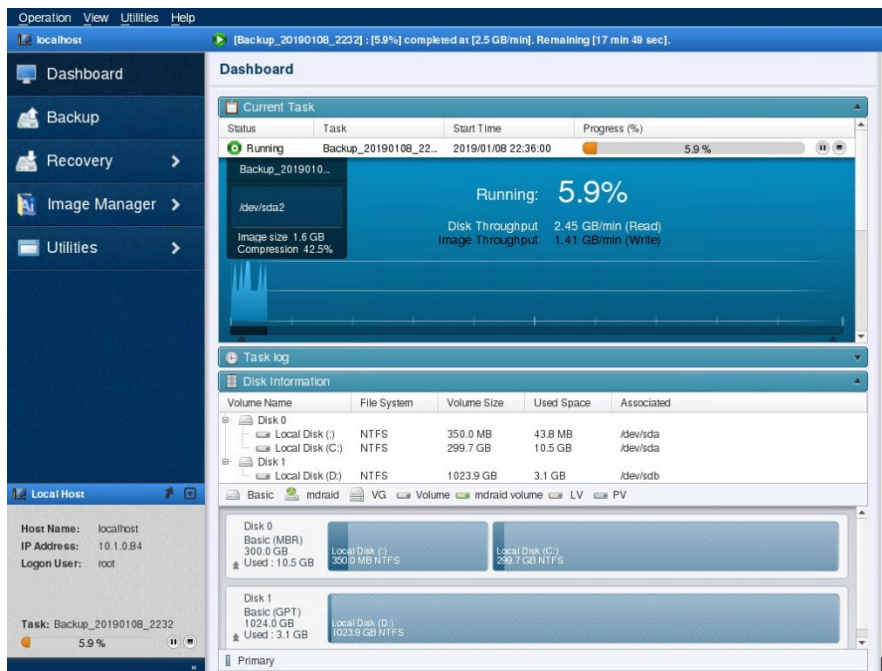 Operation View Utilities Help
localhost
[Backup_20190108_2232] : [5.9%] completed at [2.5 GB/min]. Remaining [17 min 49 sec].
Dashboard
Backup
Recovery
Image Manager
Utilities
Dashboard
Current Task
Status Task Start Time Progress (%)
Running Backup_20190108_22... 2019/01/08 22:36:00 5.9 %
Backup_2019010...
/dev/sda2
Image size 1.6 GB
Compression 42.5%
Running: 5.9%
Disk Throughput 2.45 GB/min (Read)
Image Throughput 1.41 GB/min (Write)
Task log
Disk Information
Volume Name File System Volume Size Used Space Associated
Disk 0
Local Disk (:) NTFS 350.0 MB 43.8 MB /dev/sda
Local Disk (C:) NTFS 299.7 GB 10.5 GB /dev/sda
Disk 1
Local Disk (D:) NTFS 1023.9 GB 3.1 GB /dev/sdb
Basic mdraid VG Volume mdraid volume LV PV
Disk 0
Basic (MBR)
300.0 GB
Used : 10.5 GB
Local Disk (:)
350.0 MB NTFS
Local Disk (C:)
299.7 GB NTFS
Disk 1
Basic (GPT)
1024.0 GB
Used : 3.1 GB
Local Disk (D:)
1023.9 GB NTFS
Primary
Local Host
Host Name: localhost
IP Address: 10.1.0.84
Logon User: root
Task: Backup_20190108_2232
5.9 %